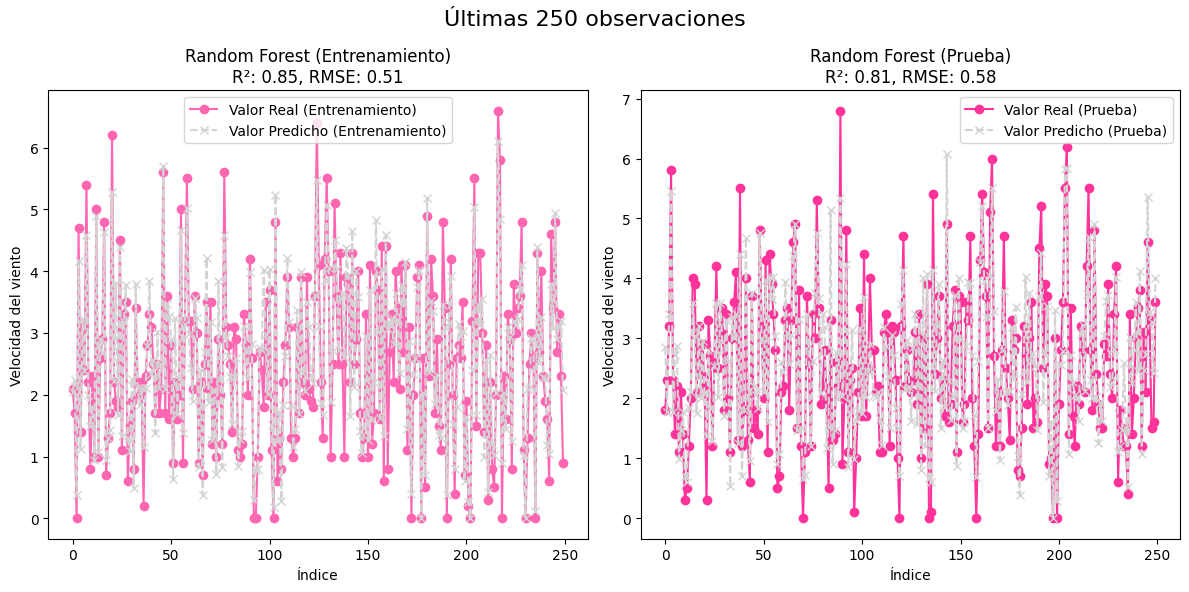 Últimas 250 observaciones
Random Forest (Entrenamiento)
R²: 0.85, RMSE: 0.51
Valor Real (Entrenamiento)
Valor Predicho (Entrenamiento)
Velocidad del viento
6
5
4
3
2
1
0
0 50 100 150 200 250
Índice
Random Forest (Prueba)
R²: 0.81, RMSE: 0.58
Valor Real (Prueba)
Valor Predicho (Prueba)
Velocidad del viento
7
6
5
4
3
2
1
0
0 50 100 150 200 250
Índice